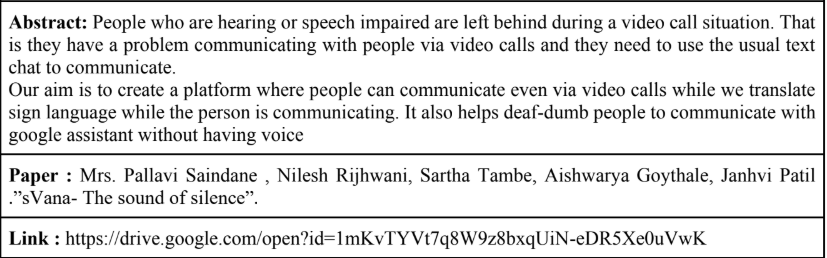 Abstract: People who are hearing or speech impaired are left behind during a video call situation. That
is they have a problem communicating with people via video calls and they need to use the usual text
chat to communicate.
Our aim is to create a platform where people can communicate even via video calls while we translate
sign language while the person is communicating. It also helps deaf-dumb people to communicate with
google assistant without having voice
Paper : Mrs. Pallavi Saindane , Nilesh Rijhwani, Sartha Tambe, Aishwarya Goythale, Janhvi Patil
.”sVana- The sound of silence”.
Link : https://drive.google.com/open?id=1mKvTYVt7q8W9z8bxqUiN-eDR5Xe0uVwK